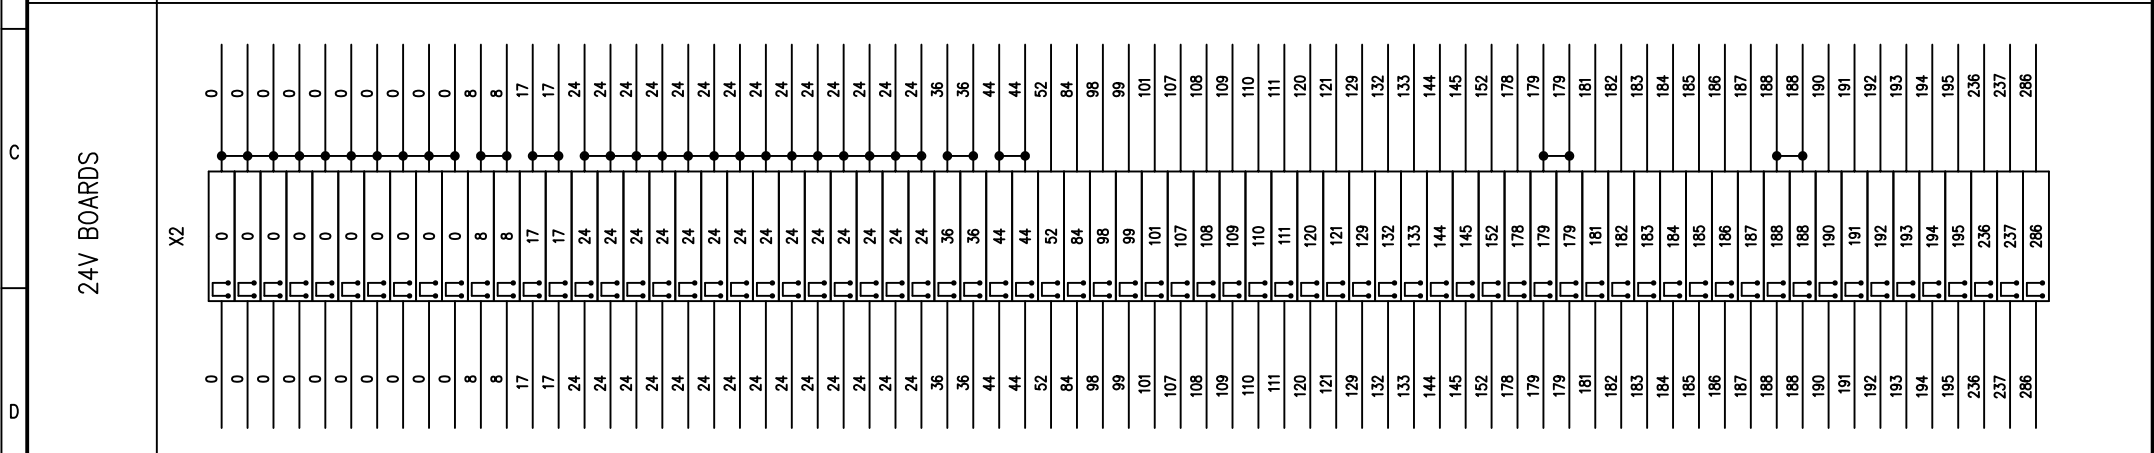 0 0 0 0 0 0 0 0 0 0 8 8 17 17 24 24 24 24 24 24 24 24 24 24 24 24 24 24 36 36 44 44 52 84 98 99 101 107 108 109 110 111 120 121 129 132 133 144 145 152 178 179 179 181 182 183 184 185 186 187 188 188 190 191 192 193 194 195 236 237 286
C
24V BOARDS
X2
0 0 0 0 0 0 0 0 0 0 8 8 17 17 24 24 24 24 24 24 24 24 24 24 24 24 24 24 36 36 44 44 52 84 98 99 101 107 108 109 110 111 120 121 129 132 133 144 145 152 178 179 179 181 182 183 184 185 186 187 188 188 190 191 192 193 194 195 236 237 286
0 0 0 0 0 0 0 0 0 0 8 8 17 17 24 24 24 24 24 24 24 24 24 24 24 24 24 24 36 36 44 44 52 84 98 99 101 107 108 109 110 111 120 121 129 132 133 144 145 152 178 179 179 181 182 183 184 185 186 187 188 188 190 191 192 193 194 195 236 237 286
D